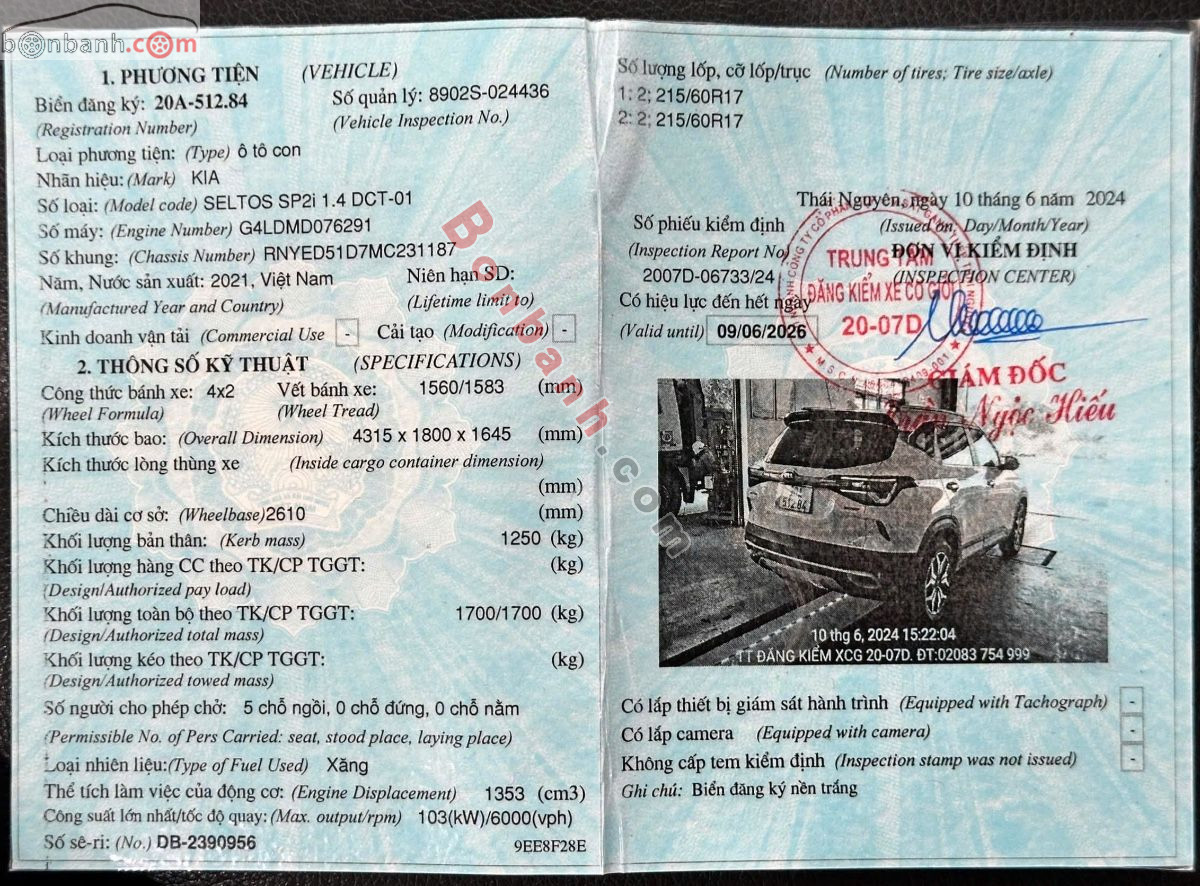 bonbanh.com
1. PHƯƠNG TIỆN (VEHICLE)
Biển đăng ký: 20A-512.84 Số quản lý: 8902S-024436
(Registration Number) (Vehicle Inspection No.)
Loại phương tiện: (Type) ô tô con
Nhãn hiệu: (Mark) KIA
Số loại: (Model code) SELTOS SP2i 1.4 DCT-01
Số máy: (Engine Number) G4LDMD076291
Số khung: (Chassis Number) RNYED51D7MC231187
Năm, Nước sản xuất: 2021, Việt Nam Niên hạn SD:
(Manufactured Year and Country) (Lifetime limit to)
Kinh doanh vận tải (Commercial Use - Cải tạo (Modification) -
2. THÔNG SỐ KỸ THUẬT (SPECIFICATIONS)
Công thức bánh xe: 4x2 Vết bánh xe: 1560/1583 (mm)
(Wheel Formula) (Wheel Tread)
Kích thước bao: (Overall Dimension) 4315 x 1800 x 1645 (mm)
Kích thước lòng thùng xe (Inside cargo container dimension)
(mm)
Chiều dài cơ sở: (Wheelbase)2610 (mm)
Khối lượng bản thân: (Kerb mass) 1250 (kg)
Khối lượng hàng CC theo TK/CP TGGT: (kg)
(Design/Authorized pay load)
Khối lượng toàn bộ theo TK/CP TGGT: 1700/1700 (kg)
(Design/Authorized total mass)
Khối lượng kéo theo TK/CP TGGT: (kg)
(Design/Authorized towed mass)
Số người cho phép chở: 5 chỗ ngồi, 0 chỗ đứng, 0 chỗ nằm
(Permissible No. of Pers Carried: seat, stood place, laying place)
Loại nhiên liệu:(Type of Fuel Used) Xăng
Thể tích làm việc của động cơ: (Engine Displacement) 1353 (cm3)
Công suất lớn nhất/tốc độ quay: (Max. output/rpm) 103(kW)/6000(vph)
Số sê-ri: (No.) DB-2390956 9EE8F28E
Số lượng lốp, cỡ lốp/trục (Number of tires; Tire size/axle)
1: 2; 215/60R17
2: 2; 215/60R17
Thái Nguyên, ngày 10 tháng 6 năm 2024
Số phiếu kiểm định (Issued on: Day/Month/Year)
(Inspection Report No) ĐƠN VỊ KIỂM ĐỊNH
2007D-06733/24 (INSPECTION CENTER)
Có hiệu lực đến hết ngày
(Valid until) 09/06/2026
TRUNG TÂM
ĐĂNG KIỂM XE CƠ GIỚI
20-07D
GIÁM ĐỐC
Ngọc Hiếu
10 thg 6, 2024 15:22:04
TT ĐĂNG KIỂM XCG 20-07D. ĐT:02083 754 999
Có lắp thiết bị giám sát hành trình (Equipped with Tachograph) -
Có lắp camera (Equipped with camera) -
Không cấp tem kiểm định (Inspection stamp was not issued) -
Ghi chú: Biển đăng ký nền trắng
Bonbanh.com